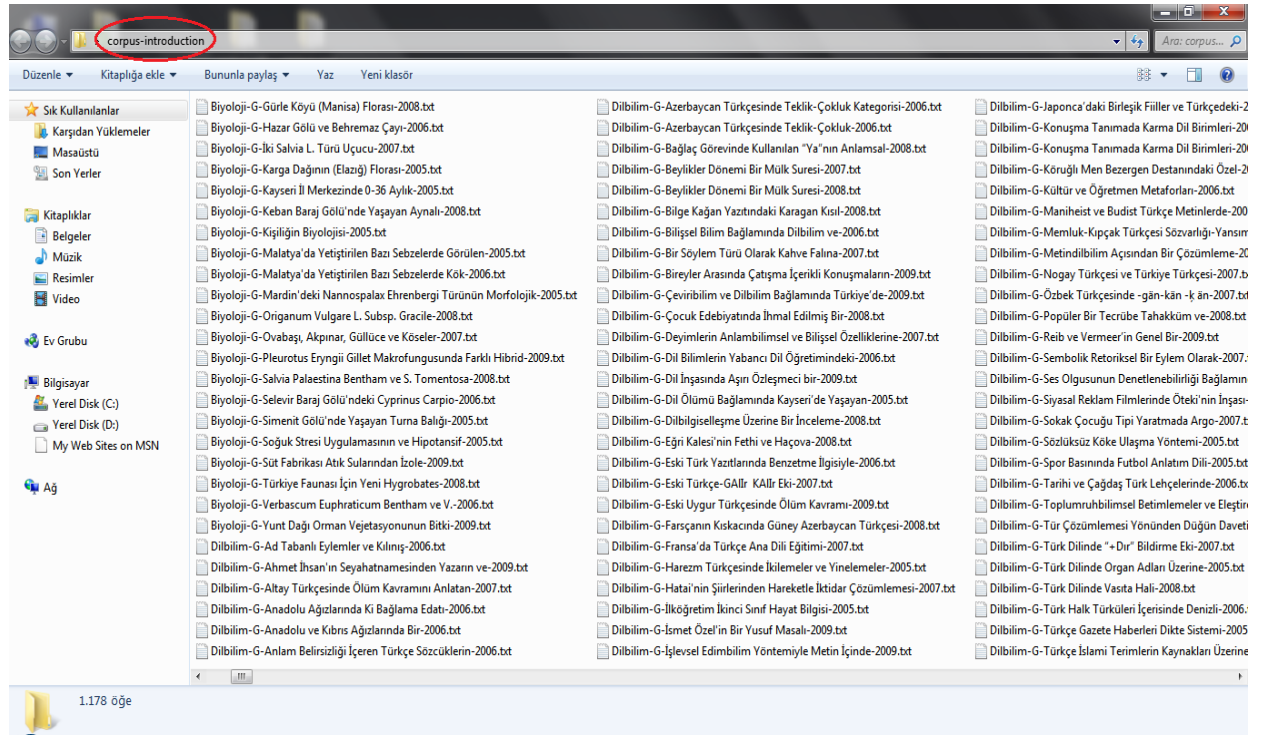 corpus-introduction
Ara: corpus...
Düzenle
Kitaplığa ekle
Bununla paylaş
Yaz
Yeni klasör
Sık Kullanılanlar
Karşıdan Yüklemeler
Masaüstü
Son Yerler
Kitaplıklar
Belgeler
Müzik
Resimler
Video
Ev Grubu
Bilgisayar
Yerel Disk (C:)
Yerel Disk (D:)
My Web Sites on MSN
Ağ
Biyoloji-G-Gürle Köyü (Manisa) Florası-2008.txt
Biyoloji-G-Hazar Gölü ve Behremaz Çayı-2006.txt
Biyoloji-G-İki Salvia L. Türü Uçucu-2007.txt
Biyoloji-G-Karga Dağının (Elazığ) Florası-2005.txt
Biyoloji-G-Kayseri İl Merkezinde 0-36 Aylık-2005.txt
Biyoloji-G-Keban Baraj Gölü'nde Yaşayan Aynalı-2008.txt
Biyoloji-G-Kişiliğin Biyolojisi-2005.txt
Biyoloji-G-Malatya'da Yetiştirilen Bazı Sebzelerde Görülen-2005.txt
Biyoloji-G-Malatya'da Yetiştirilen Bazı Sebzelerde Kök-2006.txt
Biyoloji-G-Mardin'deki Nannospalax Ehrenbergi Türünün Morfolojik-2005.txt
Biyoloji-G-Origanum Vulgare L. Subsp. Gracile-2008.txt
Biyoloji-G-Ovabaşı, Akpınar, Güllüce ve Köseler-2007.txt
Biyoloji-G-Pleurotus Eryngii Gillet Makrofungusunda Farklı Hibrid-2009.txt
Biyoloji-G-Salvia Palaestina Bentham ve S. Tomentosa-2008.txt
Biyoloji-G-Selevir Baraj Gölü'ndeki Cyprinus Carpio-2006.txt
Biyoloji-G-Simenit Gölü'nde Yaşayan Turna Balığı-2005.txt
Biyoloji-G-Soğuk Stresi Uygulamasının ve Hipotansif-2005.txt
Biyoloji-G-Süt Fabrikası Atık Sularından İzole-2009.txt
Biyoloji-G-Türkiye Faunası İçin Yeni Hygrobates-2008.txt
Biyoloji-G-Verbascum Euphraticum Bentham ve V.-2006.txt
Biyoloji-G-Yunt Dağı Orman Vejetasyonunun Bitki-2009.txt
Dilbilim-G-Ad Tabanlı Eylemler ve Kılınış-2006.txt
Dilbilim-G-Ahmet İhsan'ın Seyahatnamesinden Yazarın ve-2009.txt
Dilbilim-G-Altay Türkçesinde Ölüm Kavramını Anlatan-2007.txt
Dilbilim-G-Anadolu Ağızlarında Ki Bağlama Edatı-2006.txt
Dilbilim-G-Anadolu ve Kıbrıs Ağızlarında Bir-2006.txt
Dilbilim-G-Anlam Belirsizliği İçeren Türkçe Sözcüklerin-2006.txt
Dilbilim-G-Azerbaycan Türkçesinde Teklik-Çokluk Kategorisi-2006.txt
Dilbilim-G-Azerbaycan Türkçesinde Teklik-Çokluk-2006.txt
Dilbilim-G-Bağlaç Görevinde Kullanılan "Ya"nın Anlamsal-2008.txt
Dilbilim-G-Beylikler Dönemi Bir Mülk Suresi-2007.txt
Dilbilim-G-Beylikler Dönemi Bir Mülk Suresi-2008.txt
Dilbilim-G-Bilge Kağan Yazıtındaki Karagan Kısıl-2008.txt
Dilbilim-G-Bilişsel Bilim Bağlamında Dilbilim ve-2006.txt
Dilbilim-G-Bir Söylem Türü Olarak Kahve Falına-2007.txt
Dilbilim-G-Bireyler Arasında Çatışma İçerikli Konuşmaların-2009.txt
Dilbilim-G-Çeviribilim ve Dilbilim Bağlamında Türkiye'de-2009.txt
Dilbilim-G-Çocuk Edebiyatında İhmal Edilmiş Bir-2008.txt
Dilbilim-G-Deyimlerin Anlambilimsel ve Bilişsel Özelliklerine-2007.txt
Dilbilim-G-Dil Bilimlerin Yabancı Dil Öğretimindeki-2006.txt
Dilbilim-G-Dil İnşasında Aşırı Özleşmeci bir-2009.txt
Dilbilim-G-Dil Ölümü Bağlamında Kayseri'de Yaşayan-2005.txt
Dilbilim-G-Dilbilgiselleşme Üzerine Bir İnceleme-2008.txt
Dilbilim-G-Eğri Kalesi'nin Fethi ve Haçova-2008.txt
Dilbilim-G-Eski Türk Yazıtlarında Benzetme İlgisiyle-2006.txt
Dilbilim-G-Eski Türkçe-GAlIr KAlIr Eki-2007.txt
Dilbilim-G-Eski Uygur Türkçesinde Ölüm Kavramı-2009.txt
Dilbilim-G-Farsçanın Kıskacında Güney Azerbaycan Türkçesi-2008.txt
Dilbilim-G-Fransa'da Türkçe Ana Dili Eğitimi-2007.txt
Dilbilim-G-Harezm Türkçesinde İkilemeler ve Yinelemeler-2005.txt
Dilbilim-G-Hatai'nin Şiirlerinden Hareketle İktidar Çözümlemesi-2007.txt
Dilbilim-G-İlköğretim İkinci Sınıf Hayat Bilgisi-2005.txt
Dilbilim-G-İsmet Özel'in Bir Yusuf Masalı-2009.txt
Dilbilim-G-İşlevsel Edimbilim Yöntemiyle Metin İçinde-2009.txt
Dilbilim-G-Japonca'daki Birleşik Fiiller ve Türkçedeki-2
Dilbilim-G-Konuşma Tanımada Karma Dil Birimleri-20
Dilbilim-G-Konuşma Tanımada Karma Dil Birimleri-20
Dilbilim-G-Köruğlı Men Bezergen Destanındaki Özel-2
Dilbilim-G-Kültür ve Öğretmen Metaforları-2006.txt
Dilbilim-G-Maniheist ve Budist Türkçe Metinlerde-200
Dilbilim-G-Memluk-Kıpçak Türkçesi Sözvarlığı-Yansım
Dilbilim-G-Metindilbilim Açısından Bir Çözümleme-20
Dilbilim-G-Nogay Türkçesi ve Türkiye Türkçesi-2007.tx
Dilbilim-G-Özbek Türkçesinde -gän-kän -ķ än-2007.txt
Dilbilim-G-Popüler Bir Tecrübe Tahakküm ve-2008.txt
Dilbilim-G-Reib ve Vermeer'in Genel Bir-2009.txt
Dilbilim-G-Sembolik Retoriksel Bir Eylem Olarak-2007.
Dilbilim-G-Ses Olgusunun Denetlenebilirliği Bağlamın
Dilbilim-G-Siyasal Reklam Filmlerinde Öteki'nin İnşası-
Dilbilim-G-Sokak Çocuğu Tipi Yaratmada Argo-2007.t
Dilbilim-G-Sözlüksüz Köke Ulaşma Yöntemi-2005.txt
Dilbilim-G-Spor Basınında Futbol Anlatım Dili-2005.txt
Dilbilim-G-Tarihi ve Çağdaş Türk Lehçelerinde-2006.tx
Dilbilim-G-Toplumruhbilimsel Betimlemeler ve Eleştire
Dilbilim-G-Tür Çözümlemesi Yönünden Düğün Daveti
Dilbilim-G-Türk Dilinde "+Dır" Bildirme Eki-2007.txt
Dilbilim-G-Türk Dilinde Organ Adları Üzerine-2005.txt
Dilbilim-G-Türk Dilinde Vasıta Hali-2008.txt
Dilbilim-G-Türk Halk Türküleri İçerisinde Denizli-2006.
Dilbilim-G-Türkçe Gazete Haberleri Dikte Sistemi-2005
Dilbilim-G-Türkçe İslami Terimlerin Kaynakları Üzerine
1.178 öğe